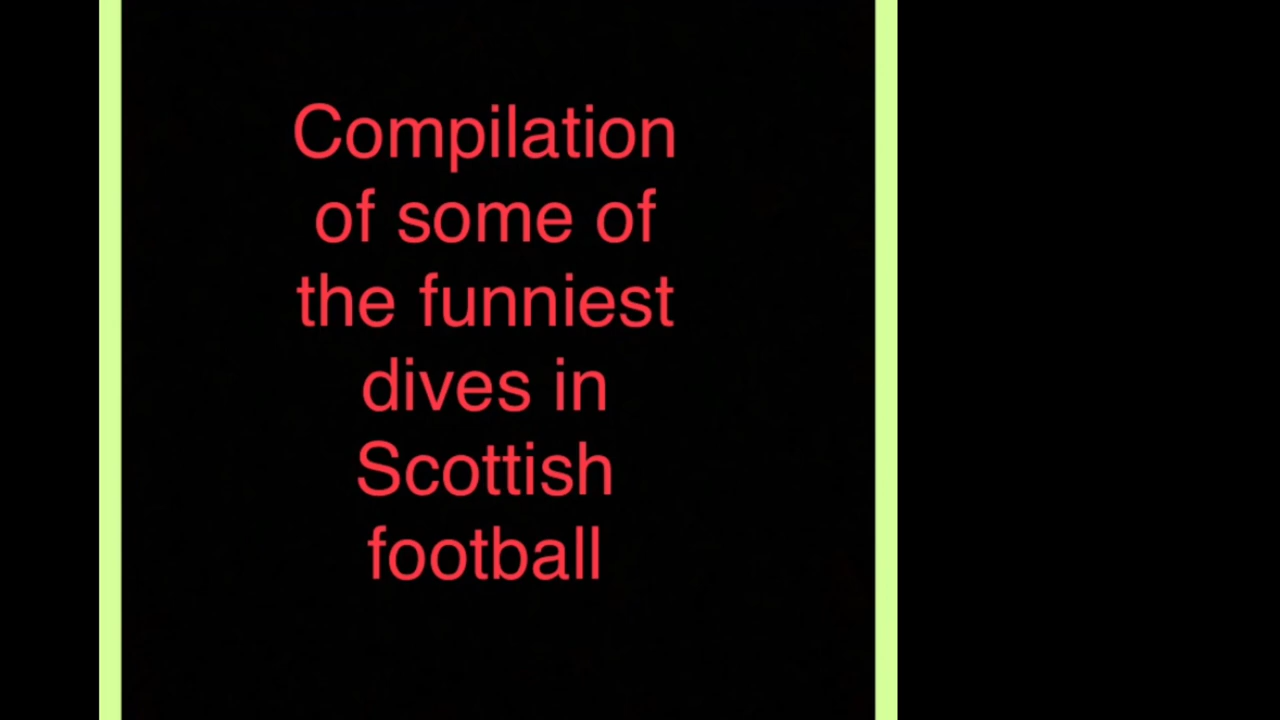 Compilation
of some of
the funniest
dives in
Scottish
football